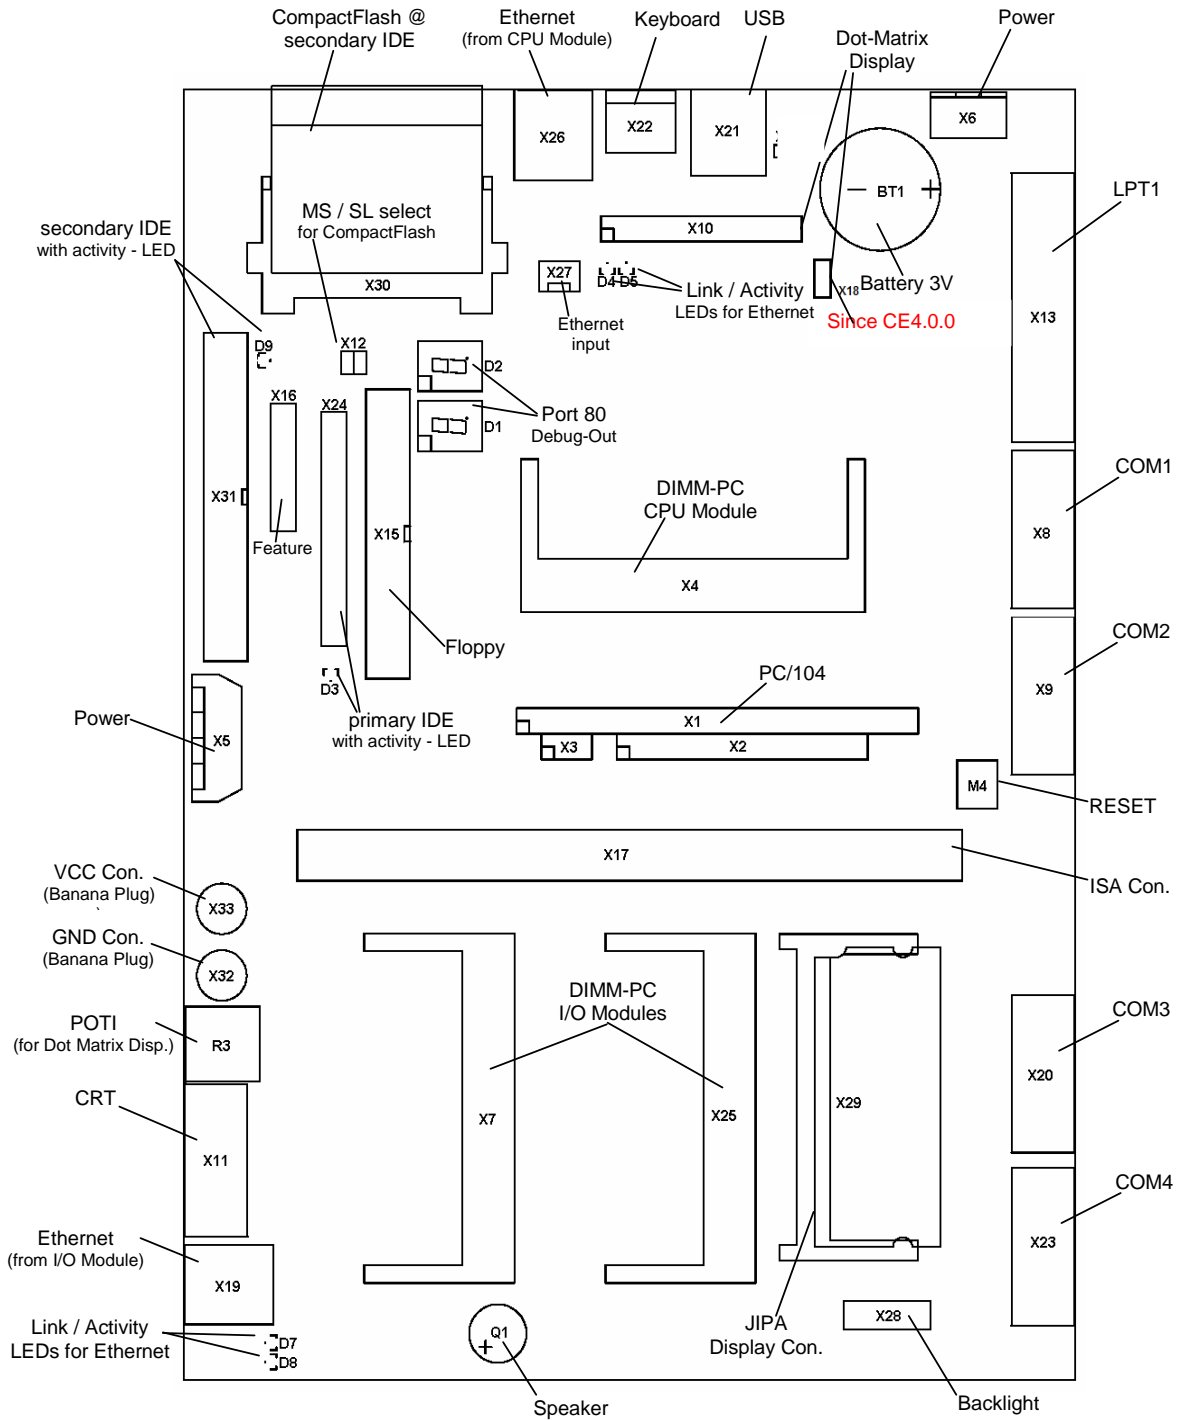 CompactFlash @
secondary IDE
Ethernet
(from CPU Module)
Keyboard
USB
Dot-Matrix
Display
Power
X26
X22
X21
X6
BT1
LPT1
secondary IDE
with activity - LED
MS / SL select
for CompactFlash
X10
X30
X27
D4 D5
Link / Activity
LEDs for Ethernet
X18
Battery 3V
Since CE4.0.0
X13
Ethernet
input
D9
X12
D2
X16
X24
D1
Port 80
Debug-Out
X31
X15
Feature
DIMM-PC
CPU Module
X4
COM1
X8
Floppy
COM2
X9
D3
PC/104
Power
X5
primary IDE
with activity - LED
X1
X3
X2
M4
RESET
X17
ISA Con.
VCC Con.
(Banana Plug)
X33
GND Con.
(Banana Plug)
X32
DIMM-PC
I/O Modules
POTI
(for Dot Matrix Disp.)
R3
COM3
X20
CRT
X11
X7
X25
X29
COM4
X23
Ethernet
(from I/O Module)
X19
Link / Activity
LEDs for Ethernet
D7
D8
Q1
Speaker
JIPA
Display Con.
X28
Backlight